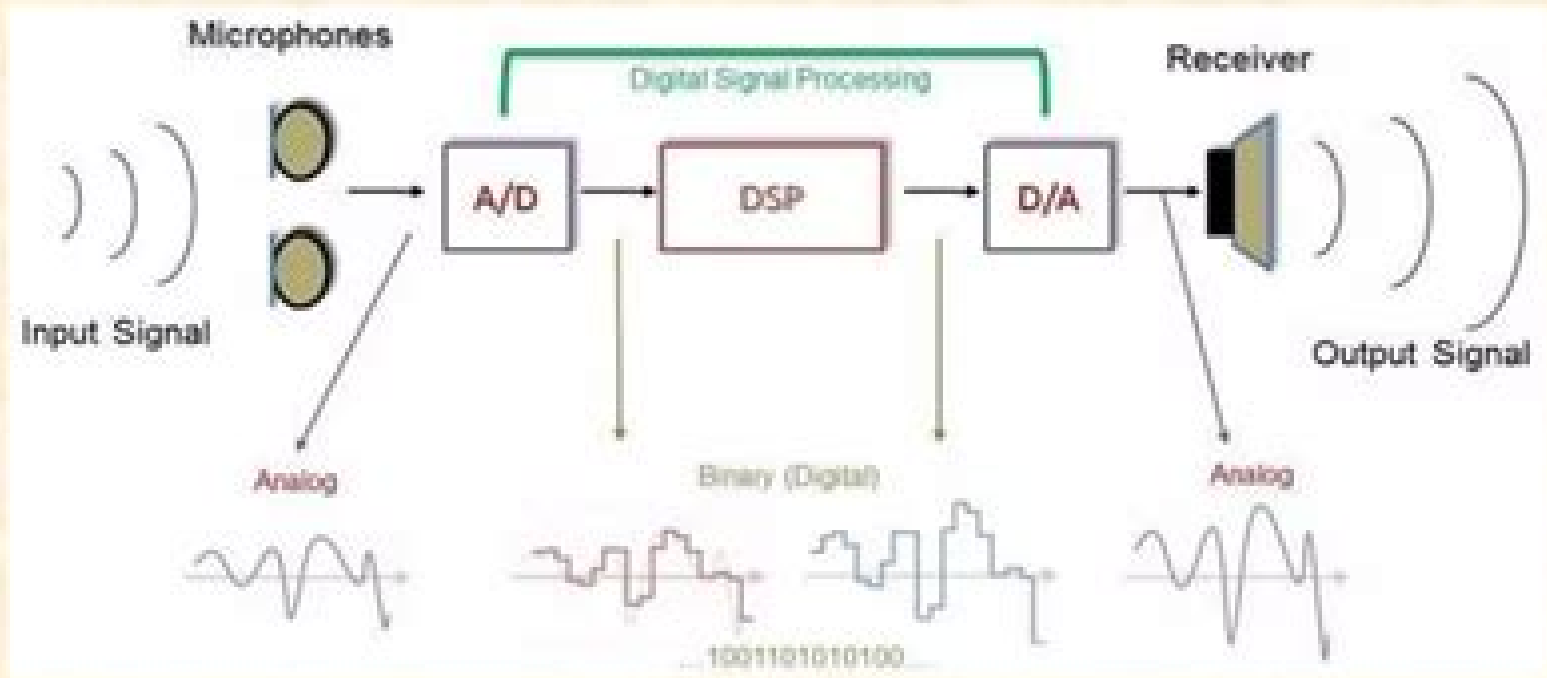 Microphones
Digital Signal Processing
Receiver
A/D
DSP
D/A
Input Signal
Output Signal
Analog
Binary (Digital)
Analog
...1001101010100...